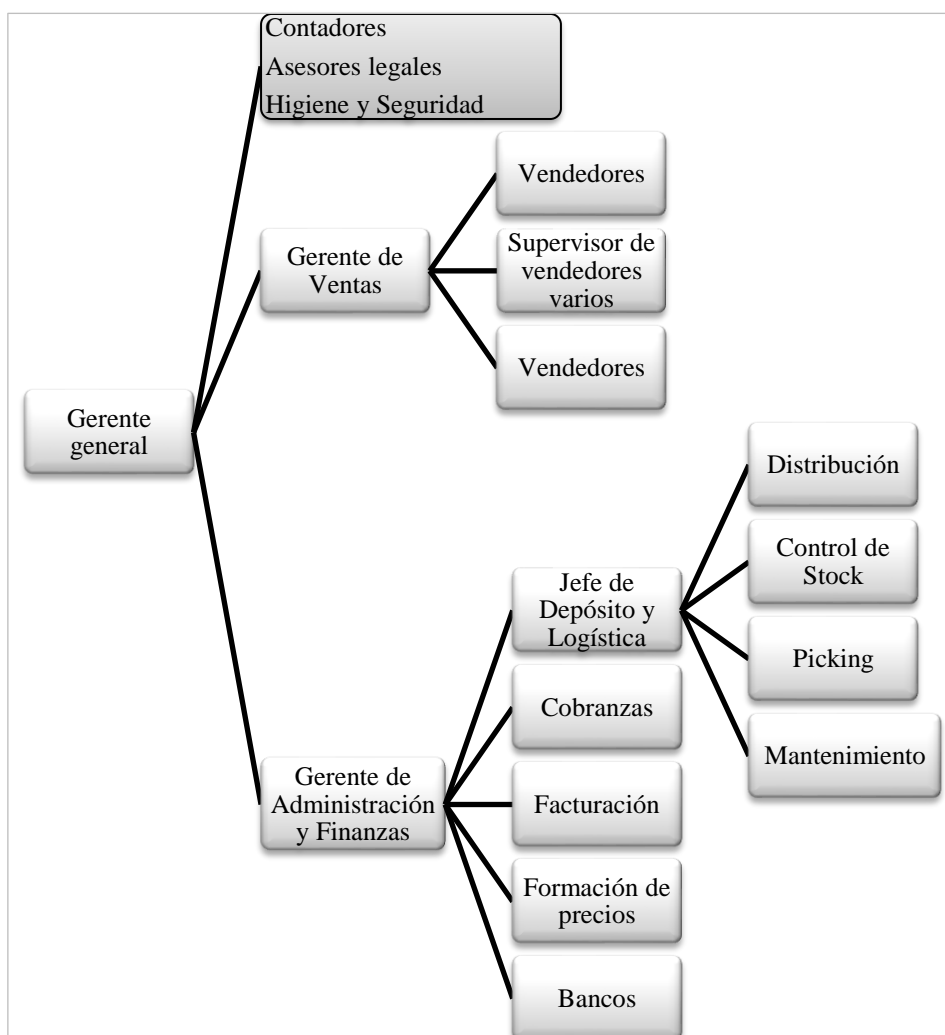 Contadores
Asesores legales
Higiene y Seguridad
Vendedores
Gerente de
Ventas
Supervisor de
vendedores
varios
Vendedores
Gerente
general
Distribución
Control de
Stock
Jefe de
Depósito y
Logística
Picking
Cobranzas
Mantenimiento
Gerente de
Administración
y Finanzas
Facturación
Formación de
precios
Bancos